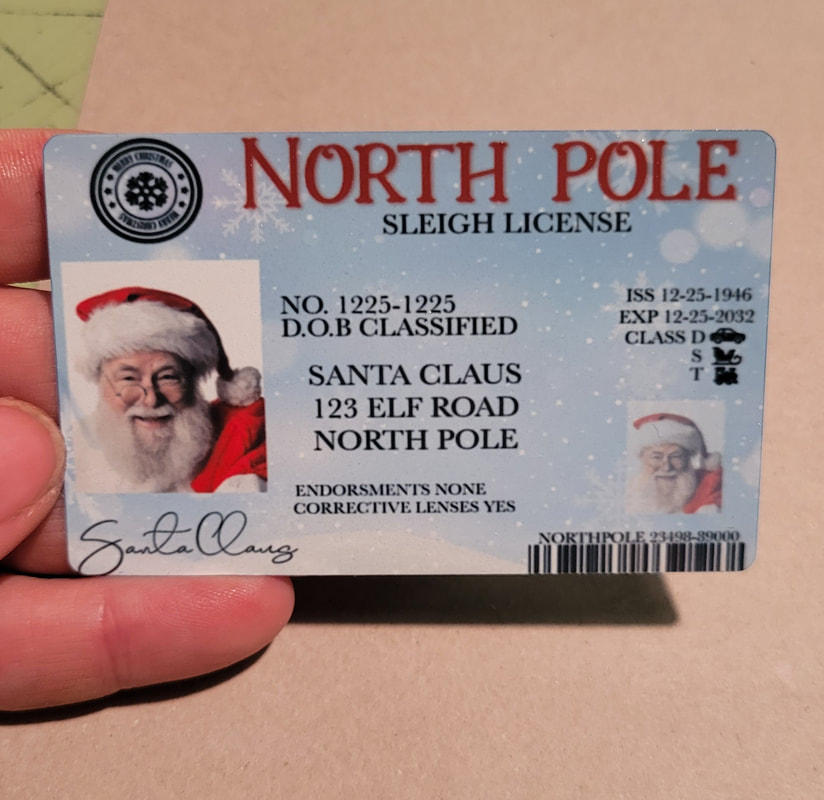 MERRY CHRISTMAS
MERRY CHRISTMAS
NORTH POLE
SLEIGH LICENSE
NO. 1225-1225
D.O.B CLASSIFIED
SANTA CLAUS
123 ELF ROAD
NORTH POLE
ENDORSMENTS NONE
CORRECTIVE LENSES YES
Santa Claus
ISS 12-25-1946
EXP 12-25-2032
CLASS D
S
T
NORTHPOLE 23498-89000